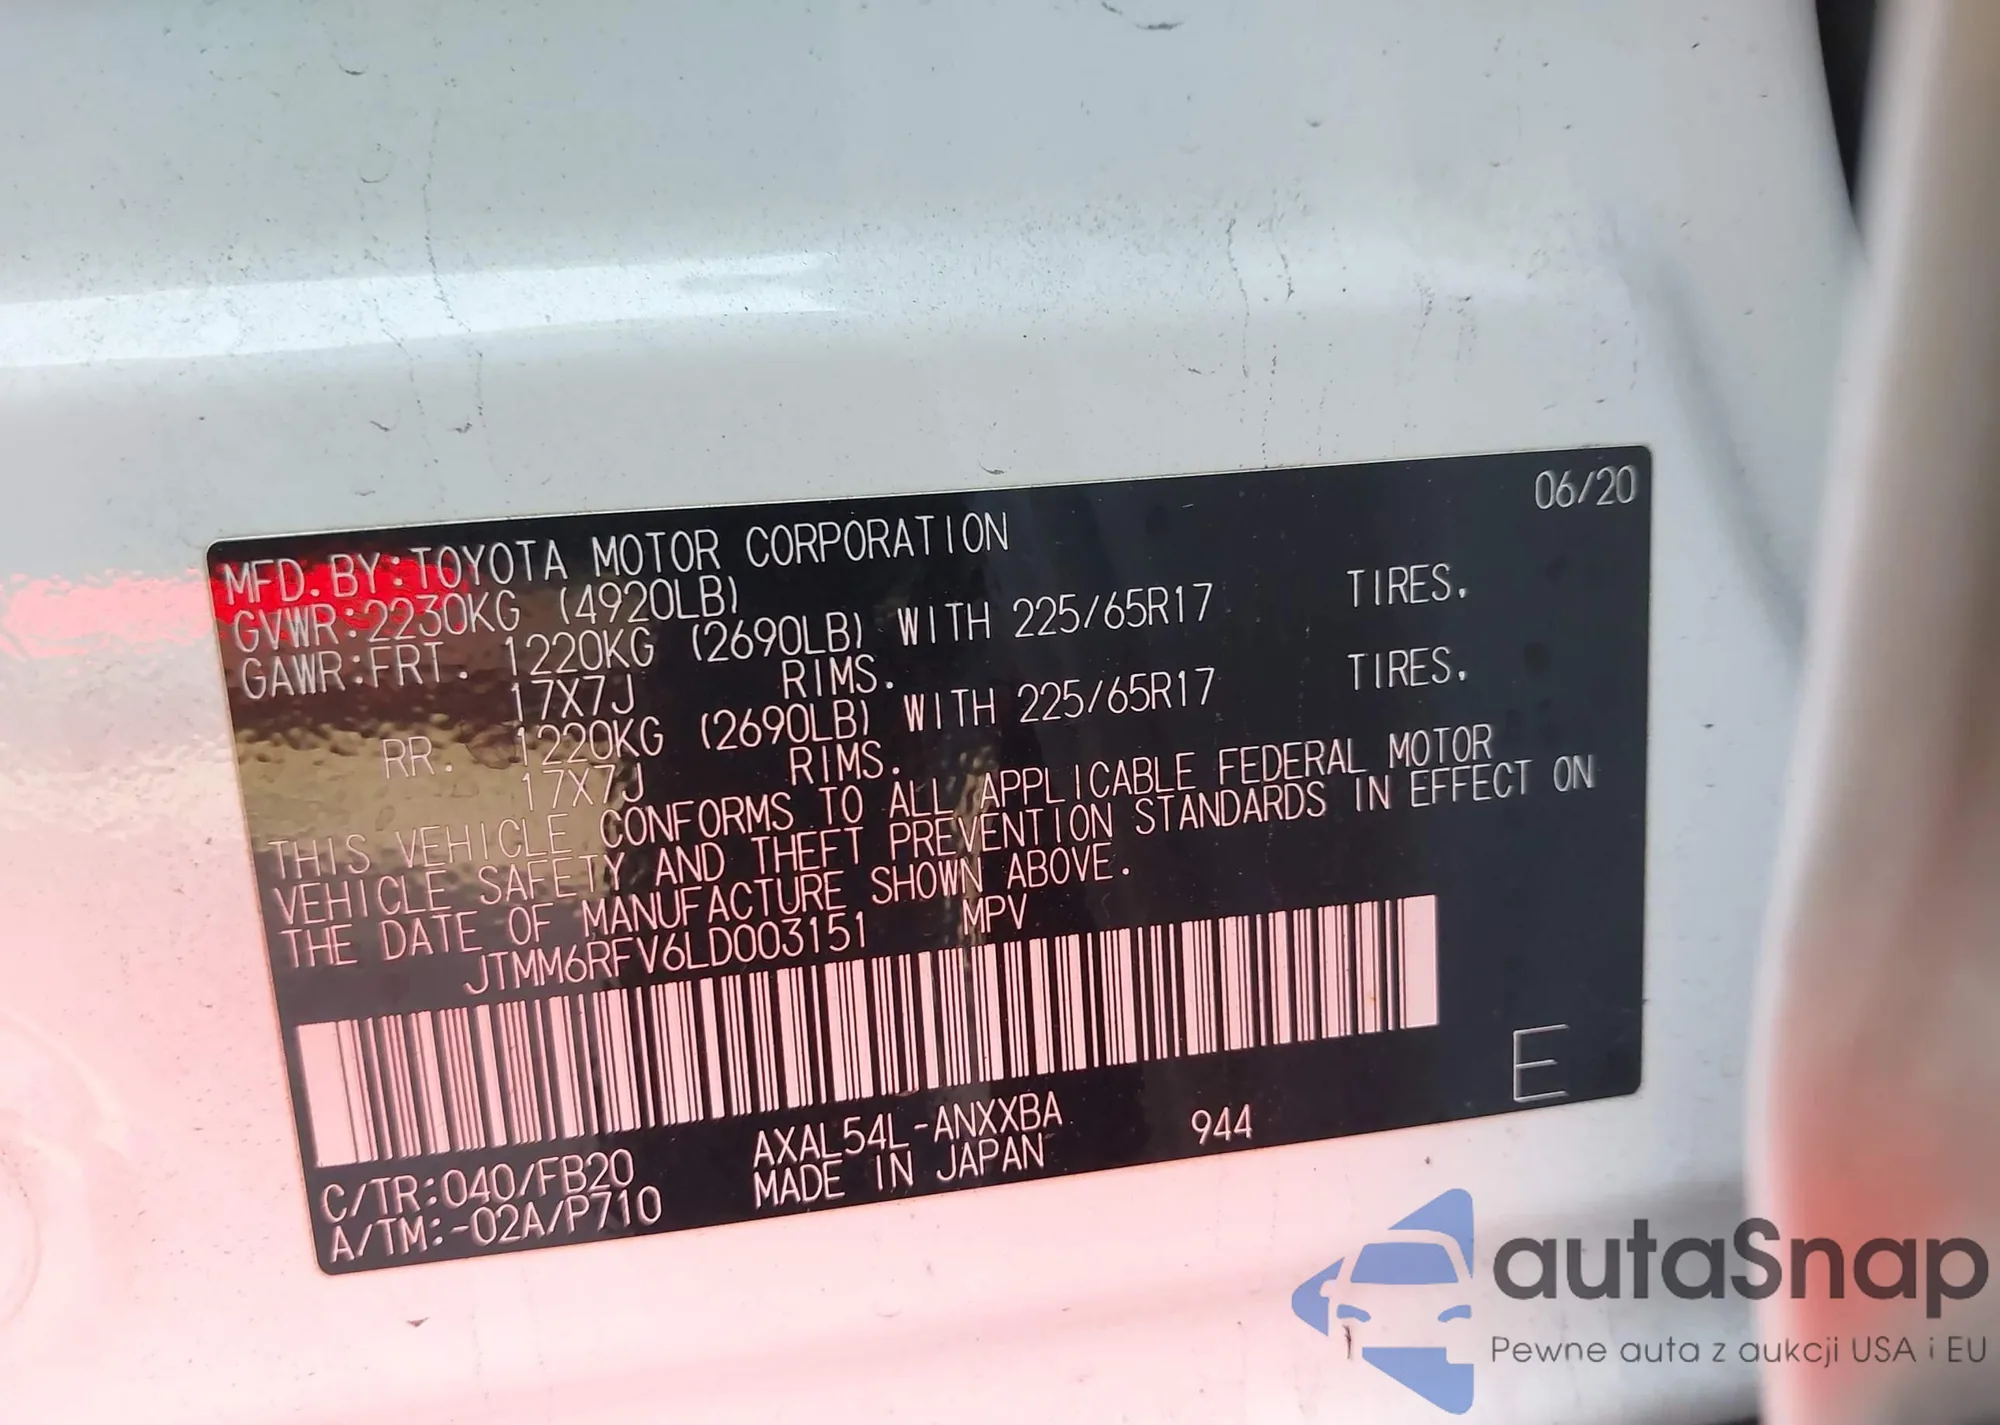 06/20
MFD. BY:TOYOTA MOTOR CORPORATION
GVWR:2230KG (4920LB)
GAWR:FRT. 1220KG (2690LB) WITH 225/65R17 TIRES.
17X7J RIMS.
RR. 1220KG (2690LB) WITH 225/65R17 TIRES.
17X7J RIMS.
THIS VEHICLE CONFORMS TO ALL APPLICABLE FEDERAL MOTOR
VEHICLE SAFETY AND THEFT PREVENTION STANDARDS IN EFFECT ON
THE DATE OF MANUFACTURE SHOWN ABOVE.
JTMM6RFV6LD003151 MPV
E
C/TR:040/FB20 AXAL54L-ANXXBA 944
A/TM:-02A/P710 MADE IN JAPAN
autaSnap
Pewne auta z aukcji USA i EU